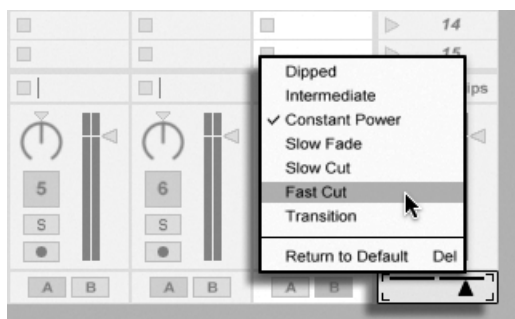 14
15
Dipped
Intermediate
✓ Constant Power
Slow Fade
Slow Cut
Fast Cut
Transition
Return to Default Del
ps
5
6
S
S
A B
A B
A B